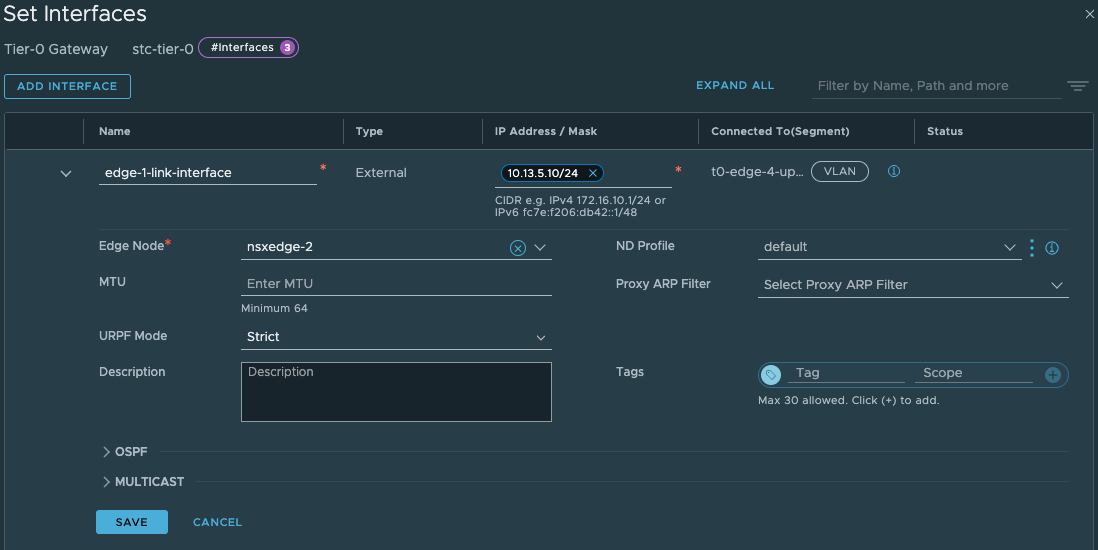 Set Interfaces
Tier-0 Gateway stc-tier-0 #Interfaces 3
ADD INTERFACE EXPAND ALL Filter by Name, Path and more
Name Type IP Address / Mask Connected To(Segment) Status
edge-1-link-interface * External 10.13.5.10/24 * t0-edge-4-up... VLAN
CIDR e.g. IPv4 172.16.10.1/24 or
IPv6 fc7e:f206:db42::1/48
Edge Node* nsxedge-2 ND Profile default
MTU Enter MTU Proxy ARP Filter Select Proxy ARP Filter
Minimum 64
URPF Mode Strict
Description Description Tags Tag Scope
Max 30 allowed. Click (+) to add.
OSPF
MULTICAST
SAVE CANCEL